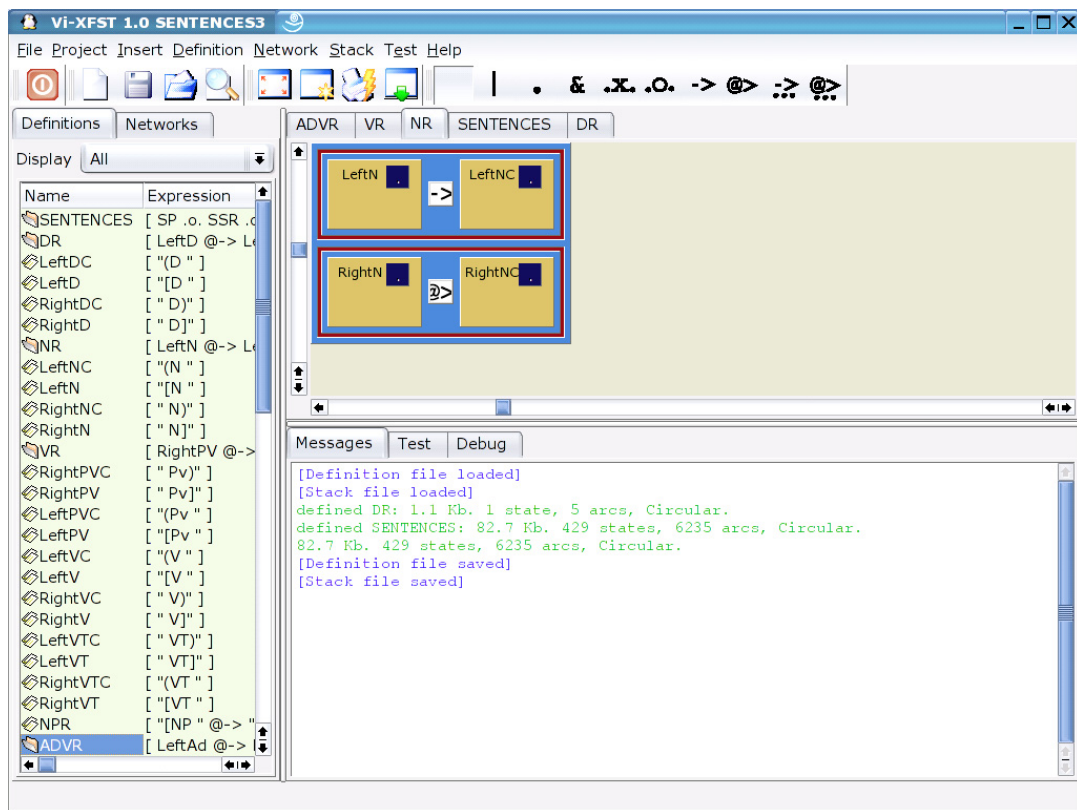 Vi-XFST 1.0 SENTENCES3
File Project Insert Definition Network Stack Test Help
| . & .x. .o. -> @> -> @>
Definitions Networks
Display All
Name Expression
SENTENCES [ SP .o. SSR .o
DR [ LeftD @-> Le
LeftDC [ "(D " ]
LeftD [ "[D " ]
RightDC [ " D)" ]
RightD [ " D]" ]
NR [ LeftN @-> Le
LeftNC [ "(N " ]
LeftN [ "[N " ]
RightNC [ " N)" ]
RightN [ " N]" ]
VR [ RightPV @->
RightPVC [ " Pv)" ]
RightPV [ " Pv]" ]
LeftPVC [ "(Pv " ]
LeftPV [ "[Pv " ]
LeftVC [ "(V " ]
LeftV [ "[V " ]
RightVC [ " V)" ]
RightV [ " V]" ]
LeftVTC [ " VT)" ]
LeftVT [ " VT]" ]
RightVTC [ "(VT " ]
RightVT [ "[VT " ]
NPR [ "[NP " @-> "
ADVR [ LeftAd @->
ADVR VR NR SENTENCES DR
LeftN . -> LeftNC .
RightN . @> RightNC .
Messages Test Debug
[Definition file loaded]
[Stack file loaded]
defined DR: 1.1 Kb. 1 state, 5 arcs, Circular.
defined SENTENCES: 82.7 Kb. 429 states, 6235 arcs, Circular.
82.7 Kb. 429 states, 6235 arcs, Circular.
[Definition file saved]
[Stack file saved]